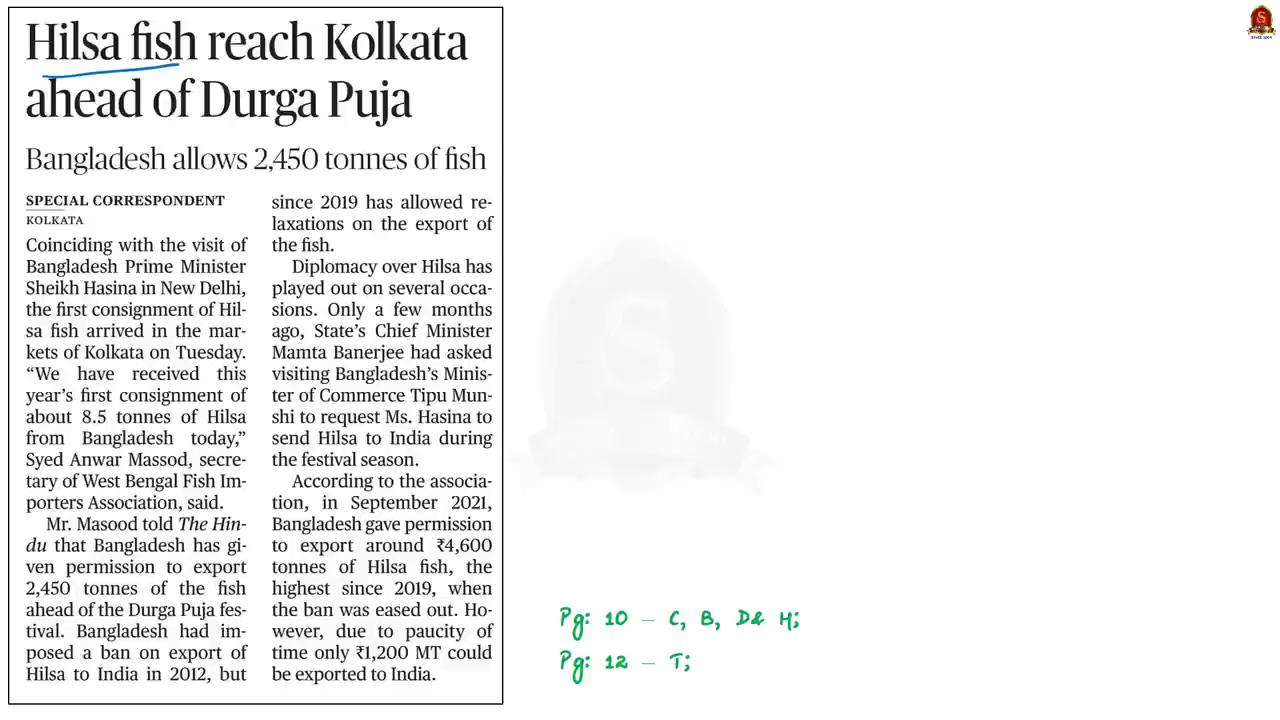 Hilsa fish reach Kolkata
ahead of Durga Puja
Bangladesh allows 2,450 tonnes of fish
SPECIAL CORRESPONDENT
KOLKATA
Coinciding with the visit of
Bangladesh Prime Minister
Sheikh Hasina in New Delhi,
the first consignment of Hil-
sa fish arrived in the mar-
kets of Kolkata on Tuesday.
“We have received this
year’s first consignment of
about 8.5 tonnes of Hilsa
from Bangladesh today,”
Syed Anwar Massod, secre-
tary of West Bengal Fish Im-
porters Association, said.
Mr. Masood told The Hin-
du that Bangladesh has gi-
ven permission to export
2,450 tonnes of the fish
ahead of the Durga Puja fes-
tival. Bangladesh had im-
posed a ban on export of
Hilsa to India in 2012, but
since 2019 has allowed re-
laxations on the export of
the fish.
Diplomacy over Hilsa has
played out on several occa-
sions. Only a few months
ago, State’s Chief Minister
Mamta Banerjee had asked
visiting Bangladesh’s Minis-
ter of Commerce Tipu Mun-
shi to request Ms. Hasina to
send Hilsa to India during
the festival season.
According to the associa-
tion, in September 2021,
Bangladesh gave permission
to export around ₹4,600
tonnes of Hilsa fish, the
highest since 2019, when
the ban was eased out. Ho-
wever, due to paucity of
time only ₹1,200 MT could
be exported to India.
Pg: 10 – C, B, D& H;
Pg: 12 – T;
S